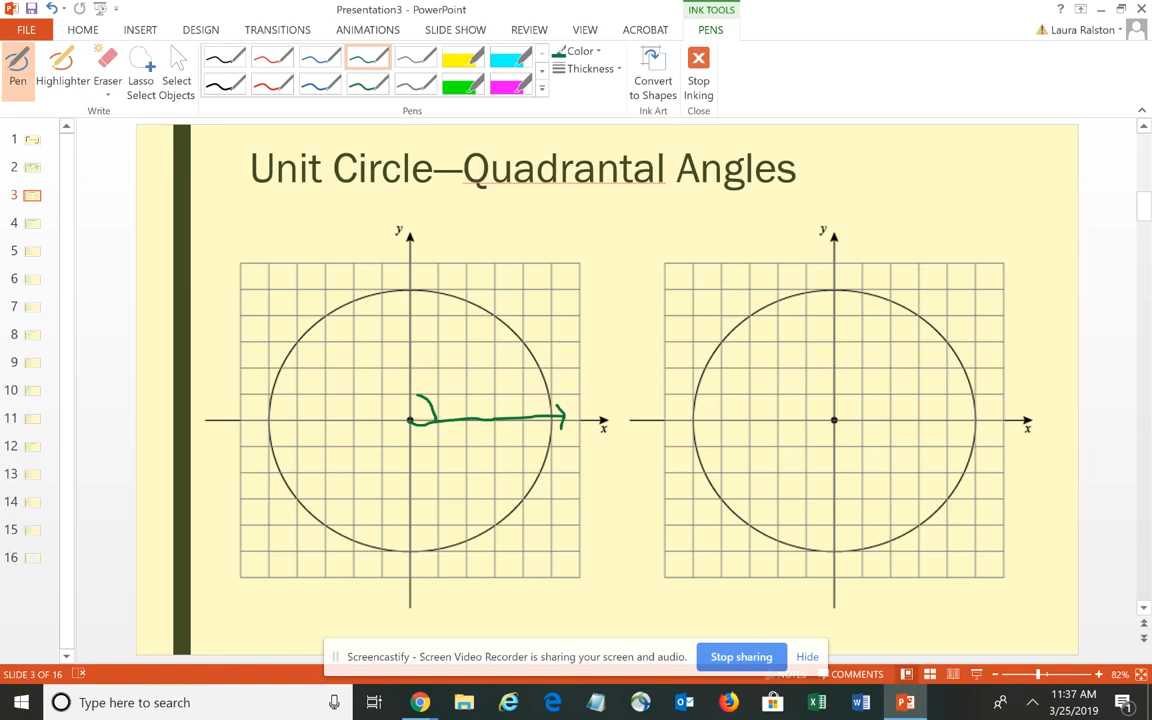 Presentation3 - PowerPoint
INK TOOLS
FILE HOME INSERT DESIGN TRANSITIONS ANIMATIONS SLIDE SHOW REVIEW VIEW ACROBAT PENS
Laura Ralston
Pen Highlighter Eraser Lasso Select Select Objects
Color
Thickness
Convert to Shapes
Stop Inking
Write Pens Ink Art Close
1
2
3
4
5
6
7
8
9
10
11
12
13
14
15
16
Unit Circle—Quadrantal Angles
y
x
y
x
Screencastify - Screen Video Recorder is sharing your screen and audio. Stop sharing Hide
SLIDE 3 OF 16 NOTES COMMENTS 82%
Type here to search
11:37 AM
3/25/2019
1